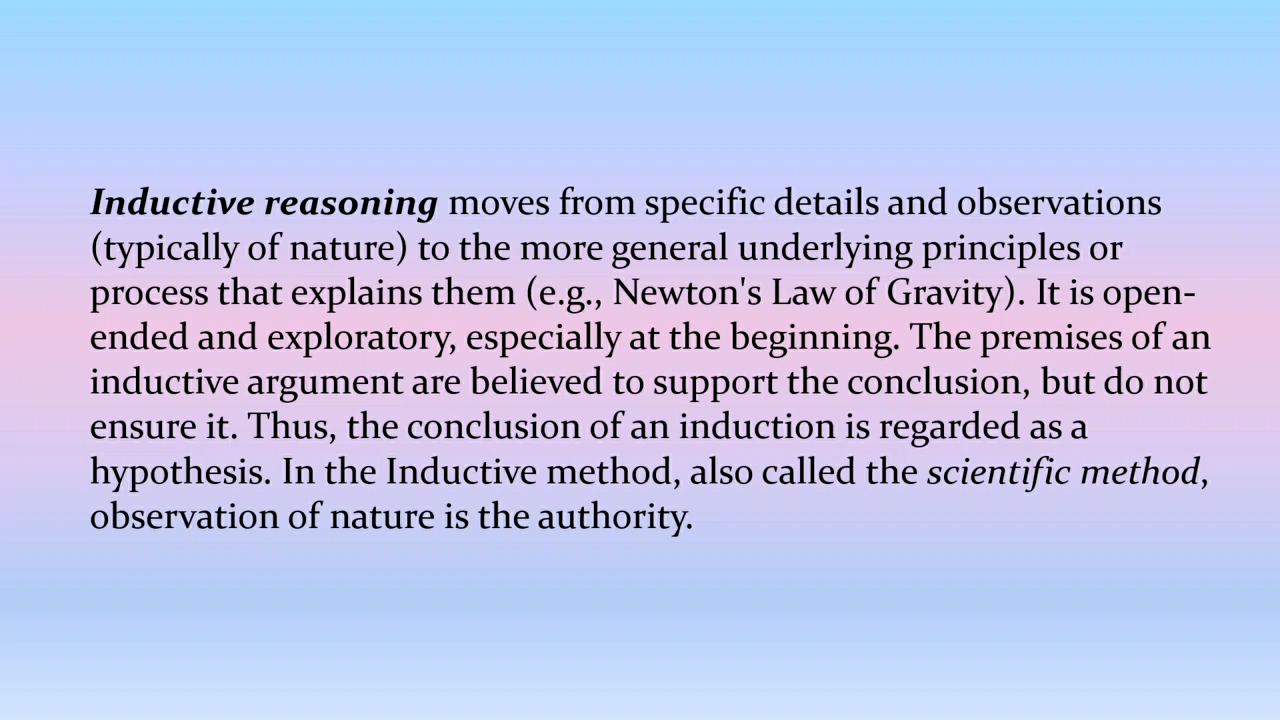 Inductive reasoning moves from specific details and observations
(typically of nature) to the more general underlying principles or
process that explains them (e.g., Newton's Law of Gravity). It is open-
ended and exploratory, especially at the beginning. The premises of an
inductive argument are believed to support the conclusion, but do not
ensure it. Thus, the conclusion of an induction is regarded as a
hypothesis. In the Inductive method, also called the scientific method,
observation of nature is the authority.